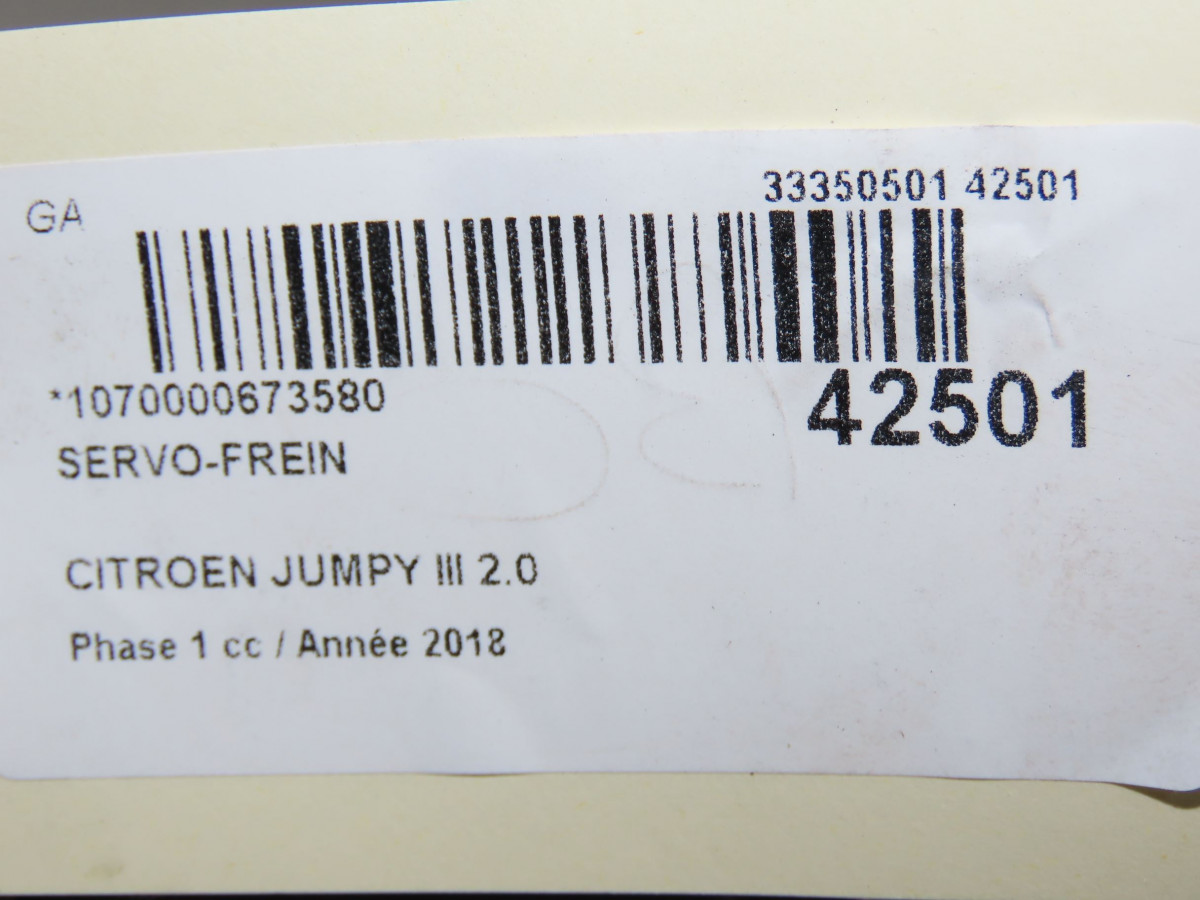 GA
33350501 42501
*1070000673580
42501
SERVO-FREIN
CITROEN JUMPY III 2.0
Phase 1 cc / Année 2018